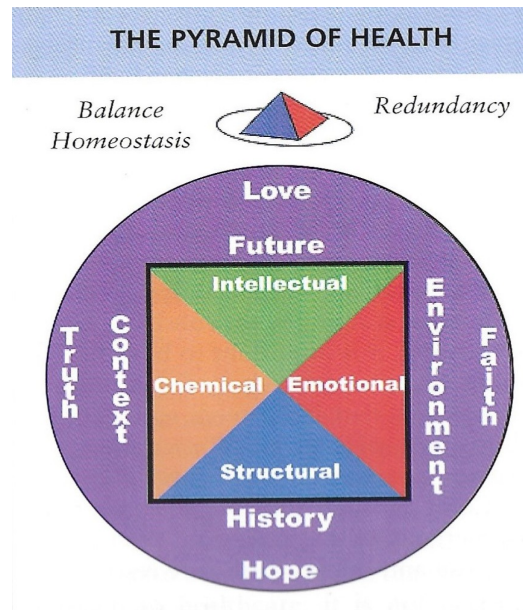 THE PYRAMID OF HEALTH
Balance
Homeostasis
Redundancy
Love
Future
Intellectual
Truth
Context
Chemical
Emotional
Environment
Faith
Structural
History
Hope